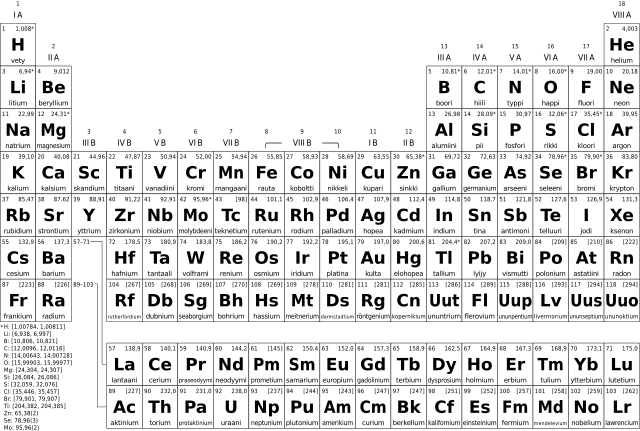 1
18
I A
VIII A
1 1,008* 2 4,003
H
2
13 14 15 16 17
He
vety
II A
III A IV A V A VI A VII A
helium
3 6,94* 4 9,012 5 10,81* 6 12,01* 7 14,01* 8 16,00* 9 19,00 10 20,18
Li Be B C N O F Ne
litium beryllium boori hiili typpi happi fluori neon
11 22,99 12 24,31* 13 26,98 14 28,09* 15 30,97 16 32,06* 17 35,45* 18 39,95
Na Mg 3 4 5 6 7 8 9 10 11 12 Al Si P S Cl Ar
natrium magnesium III B IV B V B VI B VII B VIII B I B II B alumiini pii fosfori rikki kloori argon
19 39,10 20 40,08 21 44,96 22 47,87 23 50,94 24 52,00 25 54,94 26 55,85 27 58,93 28 58,69 29 63,55 30 65,38* 31 69,72 32 72,63 33 74,92 34 78,96* 35 79,90* 36 83,80
K Ca Sc Ti V Cr Mn Fe Co Ni Cu Zn Ga Ge As Se Br Kr
kalium kalsium skandium titaani vanadiini kromi mangaani rauta koboltti nikkeli kupari sinkki gallium germanium arseeni seleeni bromi krypton
37 85,47 38 87,62 39 88,91 40 91,22 41 92,91 42 95,96* 43 [98] 44 101,1 45 102,9 46 106,4 47 107,9 48 112,4 49 114,8 50 118,7 51 121,8 52 127,6 53 126,9 54 131,3
Rb Sr Y Zr Nb Mo Tc Ru Rh Pd Ag Cd In Sn Sb Te I Xe
rubidium strontium yttrium zirkonium niobium molybdeeni teknetium rutenium rodium palladium hopea kadmium indium tina antimoni telluuri jodi ksenon
55 132,9 56 137,3 57-71 72 178,5 73 180,9 74 183,8 75 186,2 76 190,2 77 192,2 78 195,1 79 197,0 80 200,6 81 204,4* 82 207,2 83 209,0 84 [209] 85 [210] 86 [222]
Cs Ba Hf Ta W Re Os Ir Pt Au Hg Tl Pb Bi Po At Rn
cesium barium hafnium tantaali volframi renium osmium iridium platina kulta elohopea tallium lyijy vismutti polonium astatiini radon
87 [223] 88 [226] 89-103 104 [267] 105 [268] 106 [269] 107 [270] 108 [269] 109 [278] 110 [281] 111 [281] 112 [285] 113 [286] 114 [289] 115 [288] 116 [293] 117 [294] 118 [294]
Fr Ra Rf Db Sg Bh Hs Mt Ds Rg Cn Uut Fl Uup Lv Uus Uuo
frankium radium rutherfordium dubnium seaborgium bohrium hassium meitnerium darmstadtium röntgenium kopernikium ununtrium flerovium ununpentium livermorium ununseptium ununoktium
*H: [1,00784, 1,00811]
Li: [6,938, 6,997]
B: [10,806, 10,821]
C: [12,0096, 12,0116]
N: [14,00643, 14,00728]
O: [15,99903, 15,99977]
Mg: [24,304, 24,307]
Si: [28,084, 28,086]
S: [32,059, 32,076]
Cl: [35,446, 35,457]
Br: [79,901, 79,907]
Tl: [204,382, 204,385]
Zn: 65,38(2)
Se: 78,96(3)
Mo: 95,96(2)
57 138,9 58 140,1 59 140,9 60 144,2 61 [145] 62 150,4 63 152,0 64 157,3 65 158,9 66 162,5 67 164,9 68 167,3 69 168,9 70 173,1 71 175,0
La Ce Pr Nd Pm Sm Eu Gd Tb Dy Ho Er Tm Yb Lu
lantaani cerium praseodyymi neodyymi prometium samarium europium gadolinium terbium dysprosium holmium erbium tulium ytterbium lutetium
89 [227] 90 232,0 91 231,0 92 238,0 93 [237] 94 [244] 95 [243] 96 [247] 97 [247] 98 [251] 99 [252] 100 [257] 101 [258] 102 [259] 103 [262]
Ac Th Pa U Np Pu Am Cm Bk Cf Es Fm Md No Lr
aktinium torium protaktinium uraani neptunium plutonium amerikium curium berkelium kalifornium einsteinium fermium mendelevium nobelium lawrencium